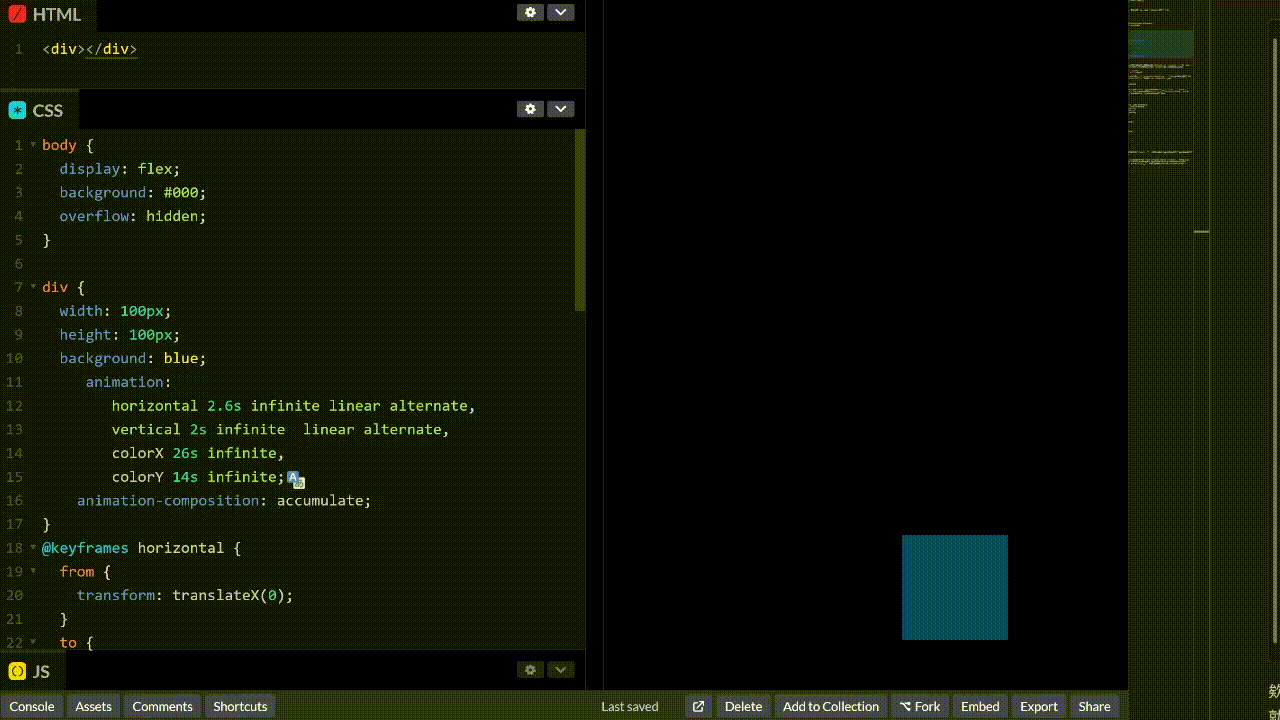 HTML
1 <div></div>
CSS
1 body {
2 display: flex;
3 background: #000;
4 overflow: hidden;
5 }
6
7 div {
8 width: 100px;
9 height: 100px;
10 background: blue;
11 animation:
12 horizontal 2.6s infinite linear alternate,
13 vertical 2s infinite  linear alternate,
14 colorX 26s infinite,
15 colorY 14s infinite;
16 animation-composition: accumulate;
17 }
18 @keyframes horizontal {
19 from {
20 transform: translateX(0);
21 }
22 to {
JS
Console Assets Comments Shortcuts Last saved Delete Add to Collection Fork Embed Export Share